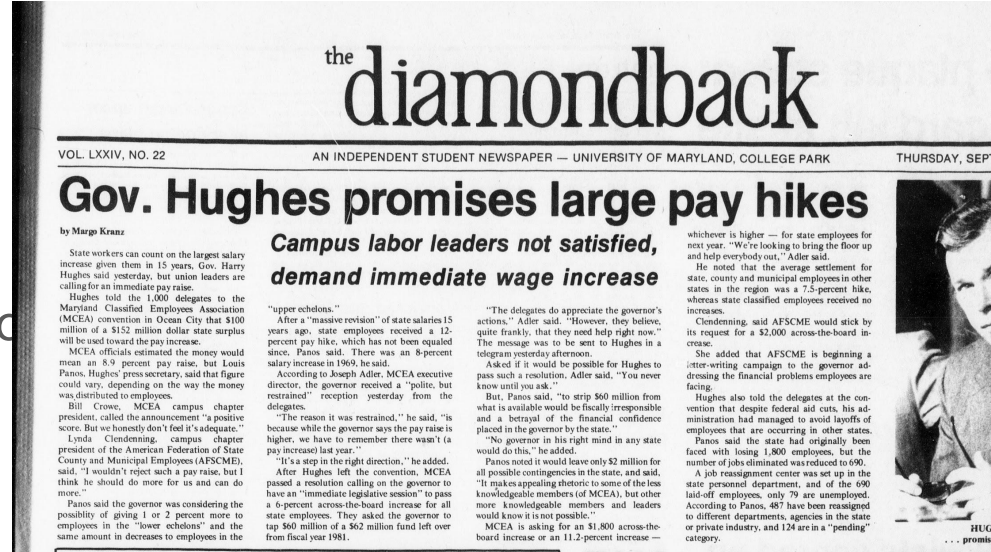 the
diamondback
VOL. LXXIV, NO. 22
AN INDEPENDENT STUDENT NEWSPAPER — UNIVERSITY OF MARYLAND, COLLEGE PARK
THURSDAY, SEP
Gov. Hughes promises large pay hikes
by Margo Kranz
Campus labor leaders not satisfied,
demand immediate wage increase
State workers can count on the largest salary
increase given them in 15 years, Gov. Harry
Hughes said yesterday, but union leaders are
calling for an immediate pay raise.
Hughes told the 1,000 delegates to the
Maryland Classified Employees Association
(MCEA) convention in Ocean City that $100
million of a $152 million dollar state surplus
will be used toward the pay increase.
MCEA officials estimated the money would
mean an 8.9 percent pay raise, but Louis
Panos, Hughes' press secretary, said that figure
could vary, depending on the way the money
was distributed to employees.
Bill Crowe, MCEA campus chapter
president, called the announcement "a positive
score. But we honestly don't feel it's adequate."
Lynda Clendenning, campus chapter
president of the American Federation of State
County and Municipal Employees (AFSCME),
said, "I wouldn't reject such a pay raise, but I
think he should do more for us and can do
more."
Panos said the governor was considering the
possiblity of giving 1 or 2 percent more to
employees in the "lower echelons" and the
same amount in decreases to employees in the
"upper echelons."
After a "massive revision" of state salaries 15
years ago, state employees received a 12-
percent pay hike, which has not been equaled
since, Panos said. There was an 8-percent
salary increase in 1969, he said.
According to Joseph Adler, MCEA executive
director, the governor received a "polite, but
restrained" reception yesterday from the
delegates.
"The reason it was restrained," he said, "is
because while the governor says the pay raise is
higher, we have to remember there wasn't (a
pay increase) last year."
"It's a step in the right direction," he added.
After Hughes left the convention, MCEA
passed a resolution calling on the governor to
have an "immediate legislative session" to pass
a 6-percent across-the-board increase for all
state employees. They asked the governor to
tap $60 million of a $62 million fund left over
from fiscal year 1981.
"The delegates do appreciate the governor's
actions," Adler said. "However, they believe,
quite frankly, that they need help right now."
The message was to be sent to Hughes in a
telegram yesterday afternoon.
Asked if it would be possible for Hughes to
pass such a resolution, Adler said, "You never
know until you ask."
But, Panos said, "to strip $60 million from
what is available would be fiscally irresponsible
and a betrayal of the financial confidence
placed in the governor by the state."
"No governor in his right mind in any state
would do this," he added.
Panos noted it would leave only $2 million for
all possible contingencies in the state, and said,
"It makes appealing rhetoric to some of the less
knowledgeable members (of MCEA), but other
more knowledgeable members and leaders
would know it is not possible."
MCEA is asking for an $1,800 across-the-
board increase or an 11.2-percent increase —
whichever is higher — for state employees for
next year. "We're looking to bring the floor up
and help everybody out," Adler said.
He noted that the average settlement for
state, county and municipal employees in other
states in the region was a 7.5-percent hike,
whereas state classified employees received no
increases.
Clendenning, said AFSCME would stick by
its request for a $2,000 across-the-board in-
crease.
She added that AFSCME is beginning a
letter-writing campaign to the governor ad-
dressing the financial problems employees are
facing.
Hughes also told the delegates at the con-
vention that despite federal aid cuts, his ad-
ministration had managed to avoid layoffs of
employees that are occurring in other states.
Panos said the state had originally been
faced with losing 1,800 employees, but the
number of jobs eliminated was reduced to 690.
A job reassignment center was set up in the
state personnel department, and of the 690
laid-off employees, only 79 are unemployed.
According to Panos, 487 have been reassigned
to different departments, agencies in the state
or private industry, and 124 are in a "pending"
category.
HUG
. . . promis